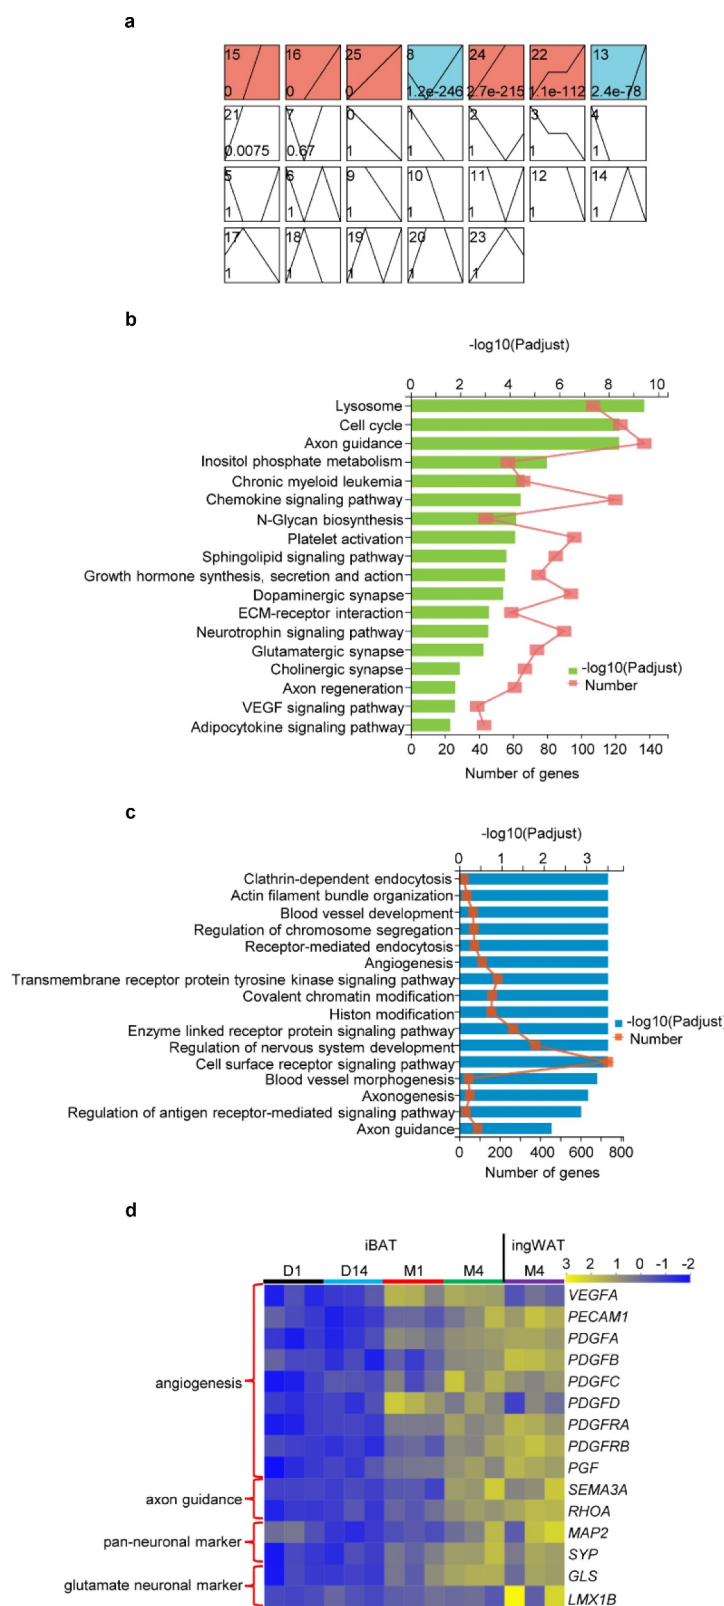 a
15 16 25 8 24 22 13
0 0 0 1.2e-246 2.7e-215 1.1e-112 2.4e-78
21 7 0 1 2 3 4
0.0075 0.67 1 1 1 1 1
5 6 9 10 11 12 14
1 1 1 1 1 1 1
17 18 19 20 23
1 1 1 1 1
b
-log10(Padjust)
0 2 4 6 8 10
Lysosome
Cell cycle
Axon guidance
Inositol phosphate metabolism
Chronic myeloid leukemia
Chemokine signaling pathway
N-Glycan biosynthesis
Platelet activation
Sphingolipid signaling pathway
Growth hormone synthesis, secretion and action
Dopaminergic synapse
ECM-receptor interaction
Neurotrophin signaling pathway
Glutamatergic synapse
Cholinergic synapse
Axon regeneration
VEGF signaling pathway
Adipocytokine signaling pathway
-log10(Padjust)
Number
0 20 40 60 80 100 120 140
Number of genes
c
-log10(Padjust)
0 1 2 3
Clathrin-dependent endocytosis
Actin filament bundle organization
Blood vessel development
Regulation of chromosome segregation
Receptor-mediated endocytosis
Angiogenesis
Transmembrane receptor protein tyrosine kinase signaling pathway
Covalent chromatin modification
Histon modification
Enzyme linked receptor protein signaling pathway
Regulation of nervous system development
Cell surface receptor signaling pathway
Blood vessel morphogenesis
Axonogenesis
Regulation of antigen receptor-mediated signaling pathway
Axon guidance
-log10(Padjust)
Number
0 200 400 600 800
Number of genes
d
iBAT ingWAT
D1 D14 M1 M4 M4
3 2 1 0 -1 -2
VEGFA
PECAM1
PDGFA
PDGFB
PDGFC
PDGFD
PDGFRA
PDGFRB
PGF
SEMA3A
RHOA
MAP2
SYP
GLS
LMX1B
angiogenesis
axon guidance
pan-neuronal marker
glutamate neuronal marker